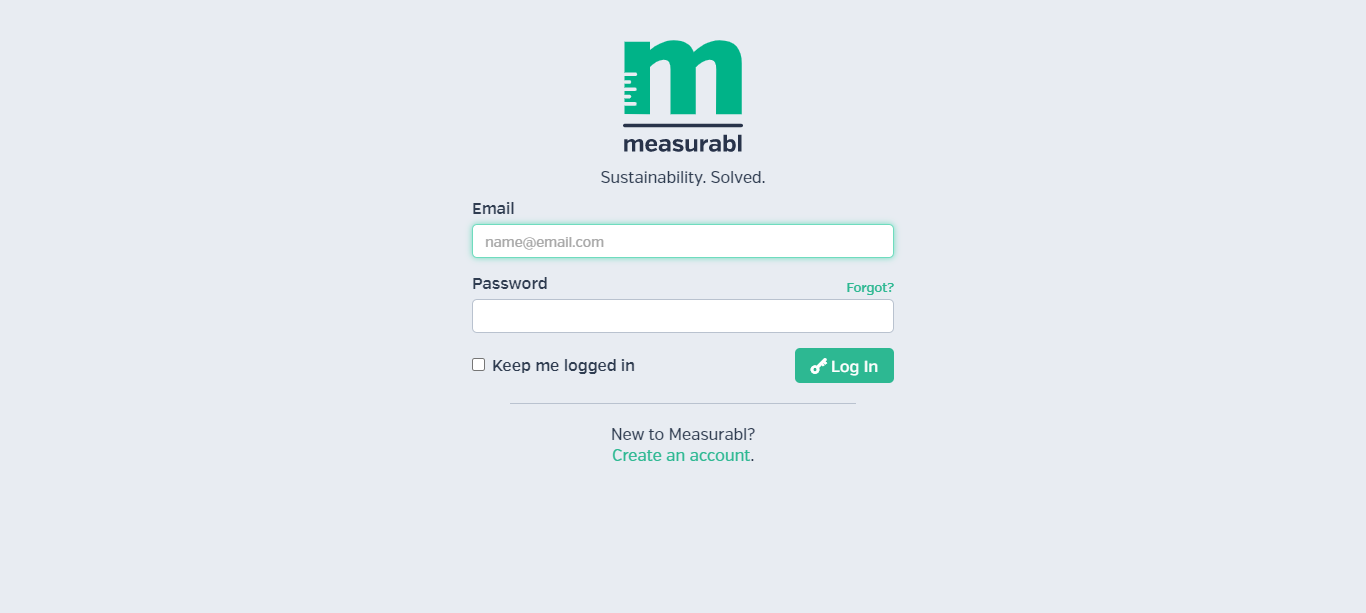 m
measurabl
Sustainability. Solved.
Email
name@email.com
Password
Forgot?
Keep me logged in
Log In
New to Measurabl?
Create an account.